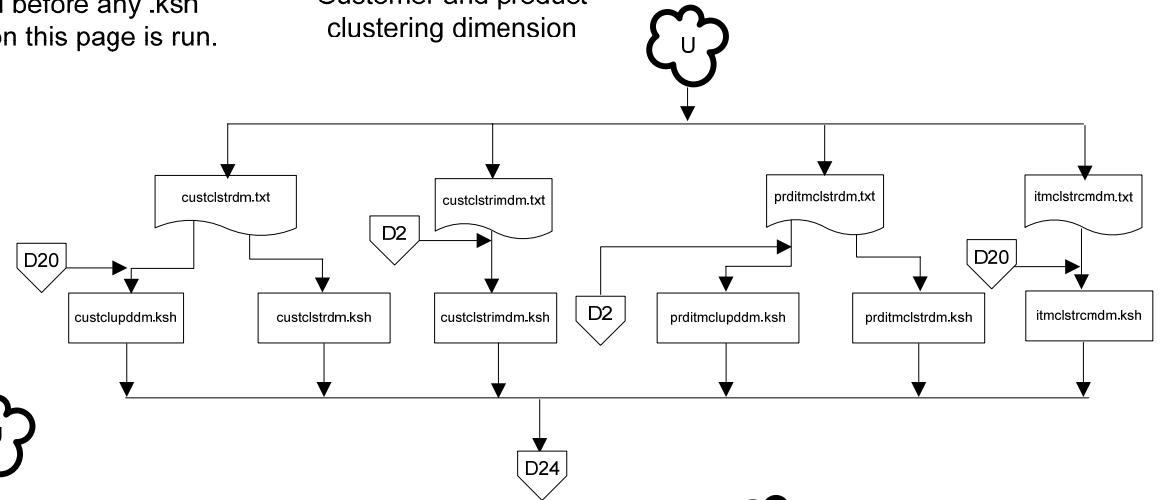 before any .ksh
on this page is run.
Customer and product
clustering dimension
U
custclstrdm.txt
custclstrimdm.txt
prditmclstrdm.txt
itmclstrcmdm.txt
D2
D20
D20
D2
custclupddm.ksh
custclstrdm.ksh
custclstrimdm.ksh
prditmclupddm.ksh
prditmclstrdm.ksh
itmclstrcmdm.ksh
D24